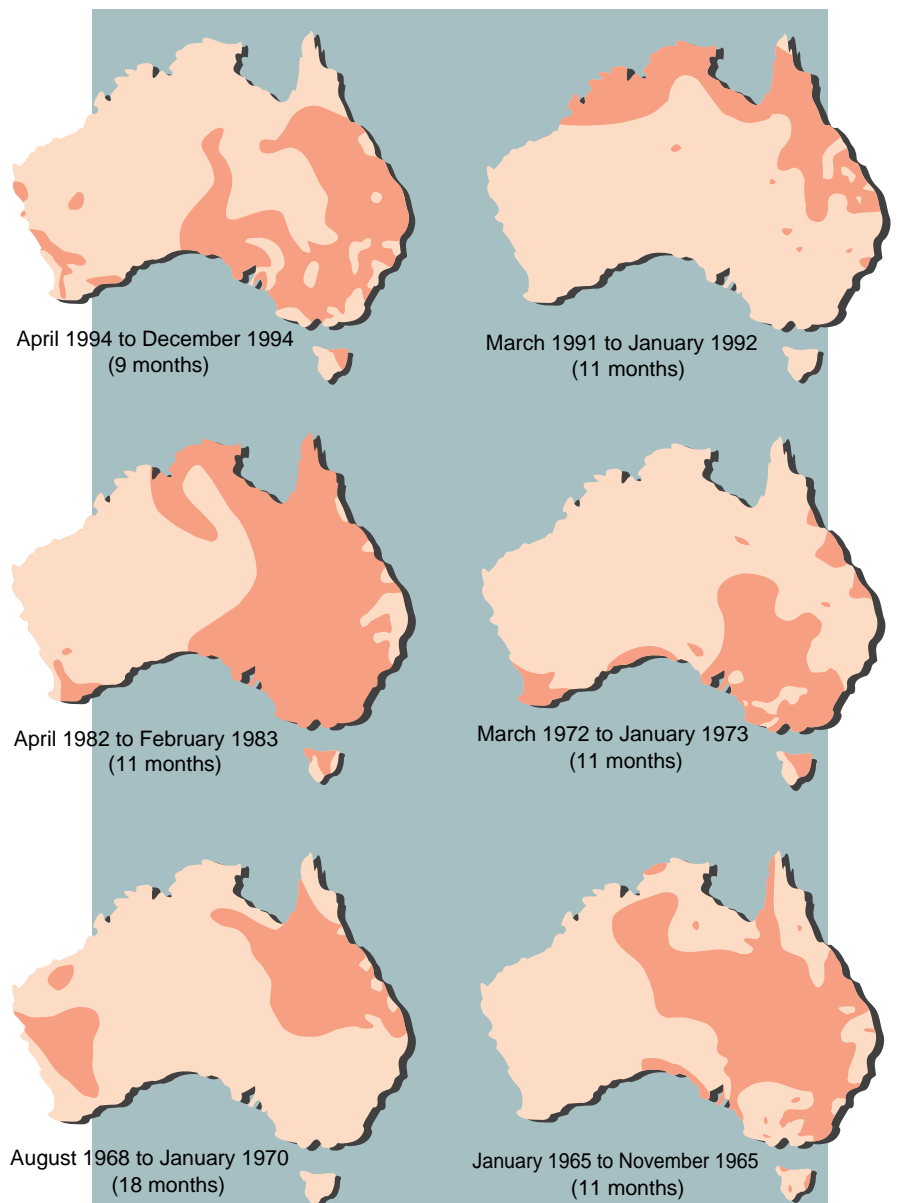 April 1994 to December 1994
(9 months)
March 1991 to January 1992
(11 months)
April 1982 to February 1983
(11 months)
March 1972 to January 1973
(11 months)
August 1968 to January 1970
(18 months)
January 1965 to November 1965
(11 months)